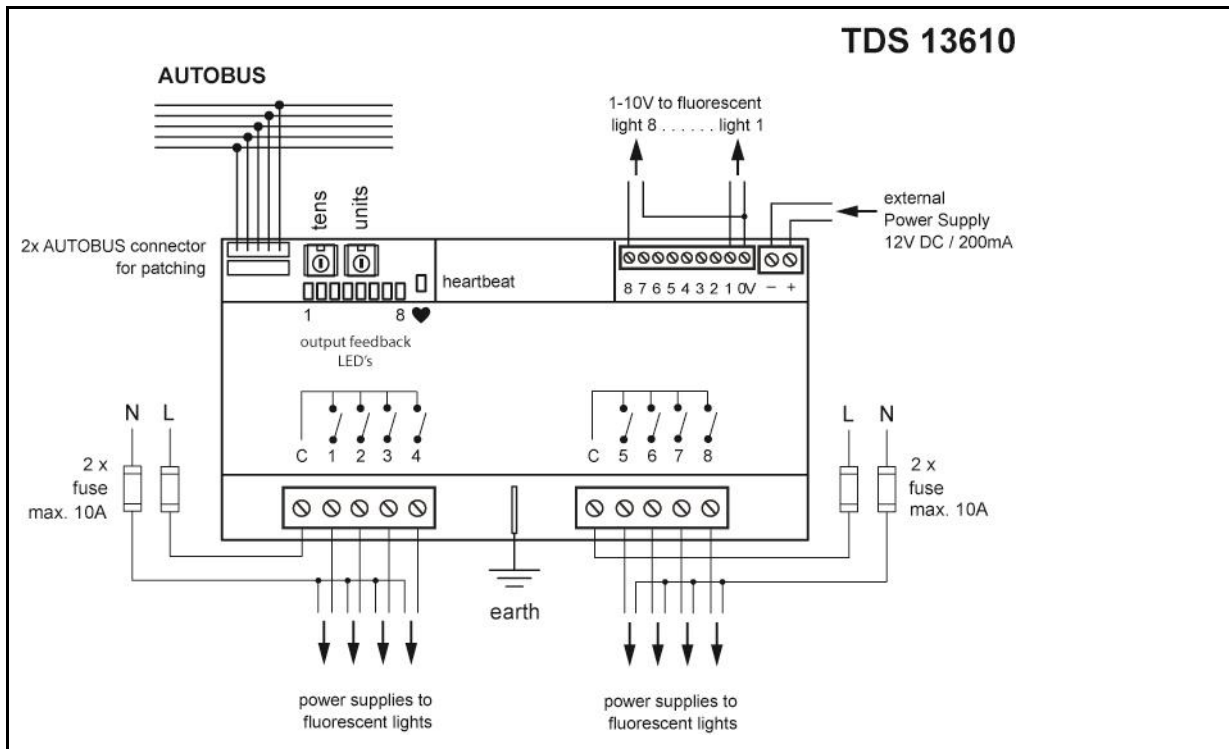 TDS 13610
AUTOBUS
1-10V to fluorescent
light 8 . . . . . . light 1
tens
units
external
Power Supply
12V DC / 200mA
2x AUTOBUS connector
for patching
heartbeat
8 7 6 5 4 3 2 1 0V − +
1 8 ♥
output feedback
LED's
N L
L N
C 1 2 3 4
C 5 6 7 8
2 x
fuse
max. 10A
2 x
fuse
max. 10A
earth
power supplies to
fluorescent lights
power supplies to
fluorescent lights